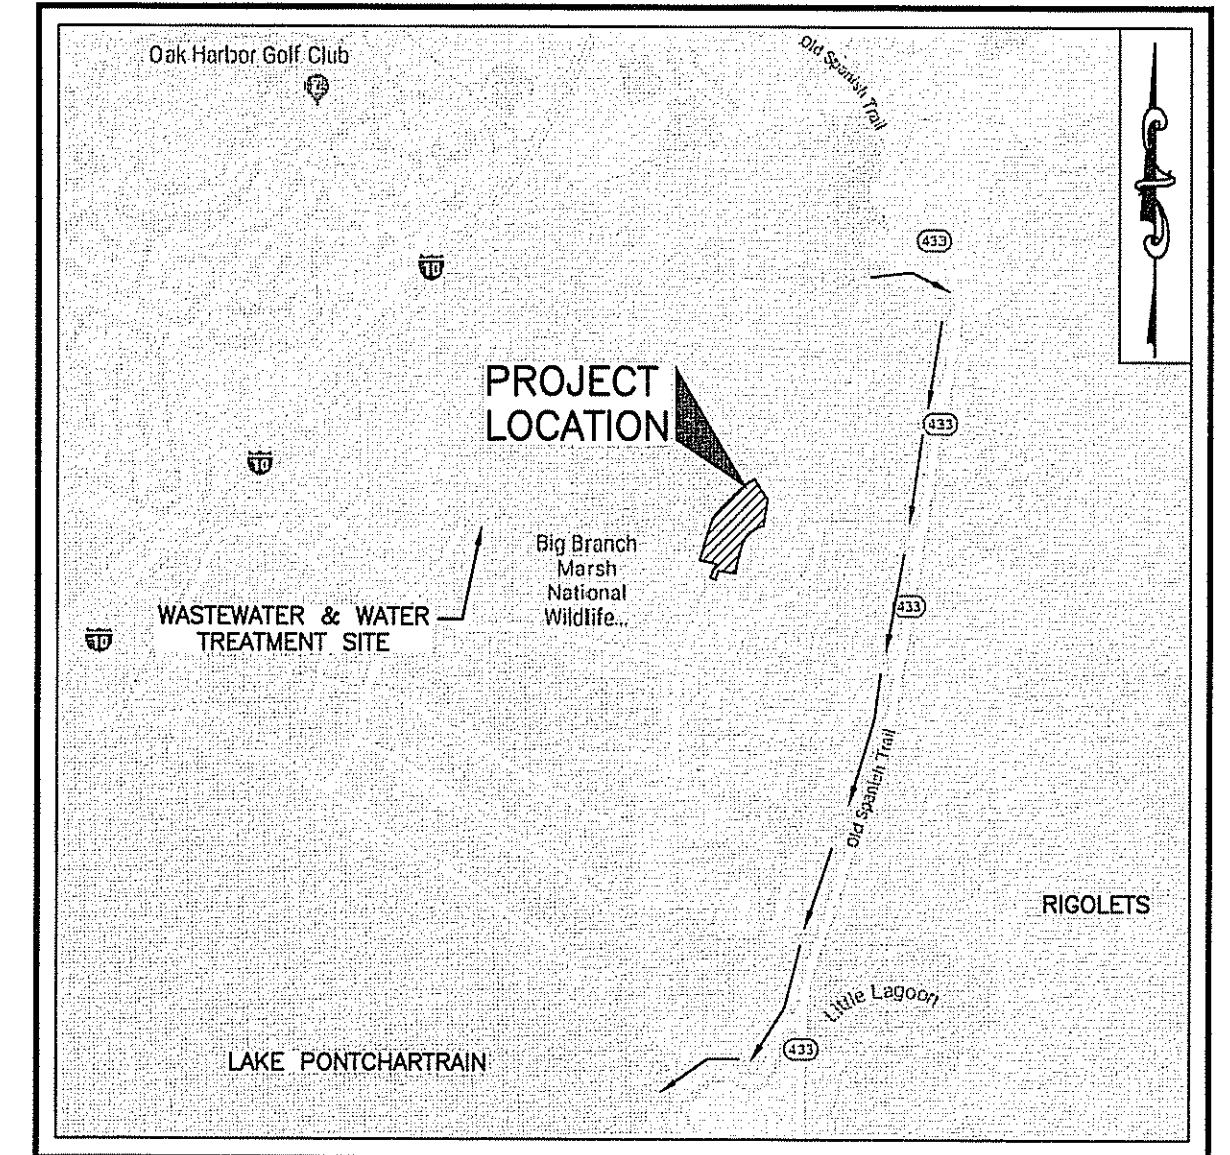 Oak Harbor Golf Club
Old Spanish Trail
433
10
PROJECT
LOCATION
433
10
Big Branch
Marsh
National
Wildlife...
WASTEWATER & WATER
TREATMENT SITE
433
10
Old Spanish Trail
RIGOLETS
Little Lagoon
433
LAKE PONTCHARTRAIN